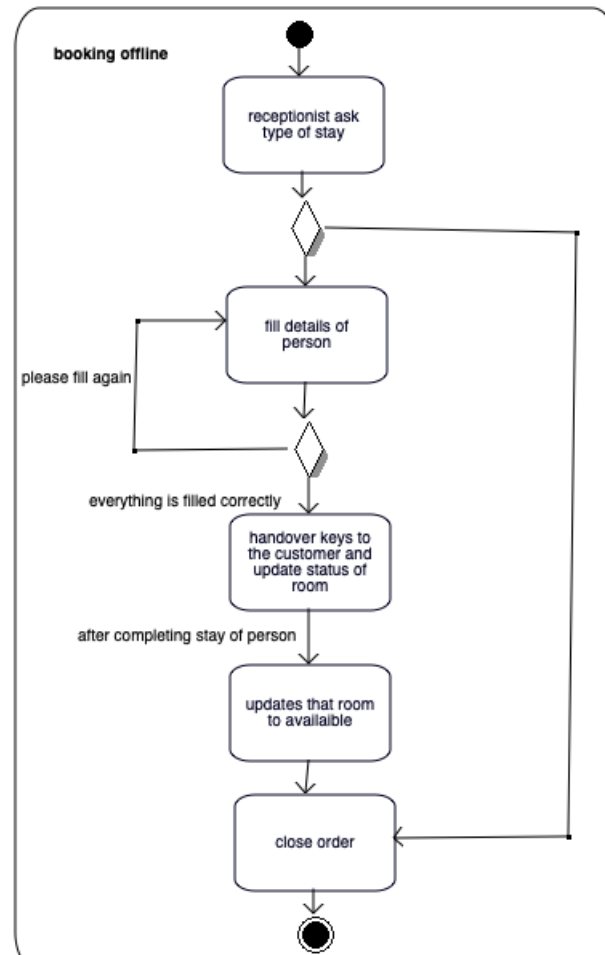 booking offline
receptionist ask
type of stay
fill details of
person
please fill again
everything is filled correctly
handover keys to
the customer and
update status of
room
after completing stay of person
updates that room
to availaible
close order